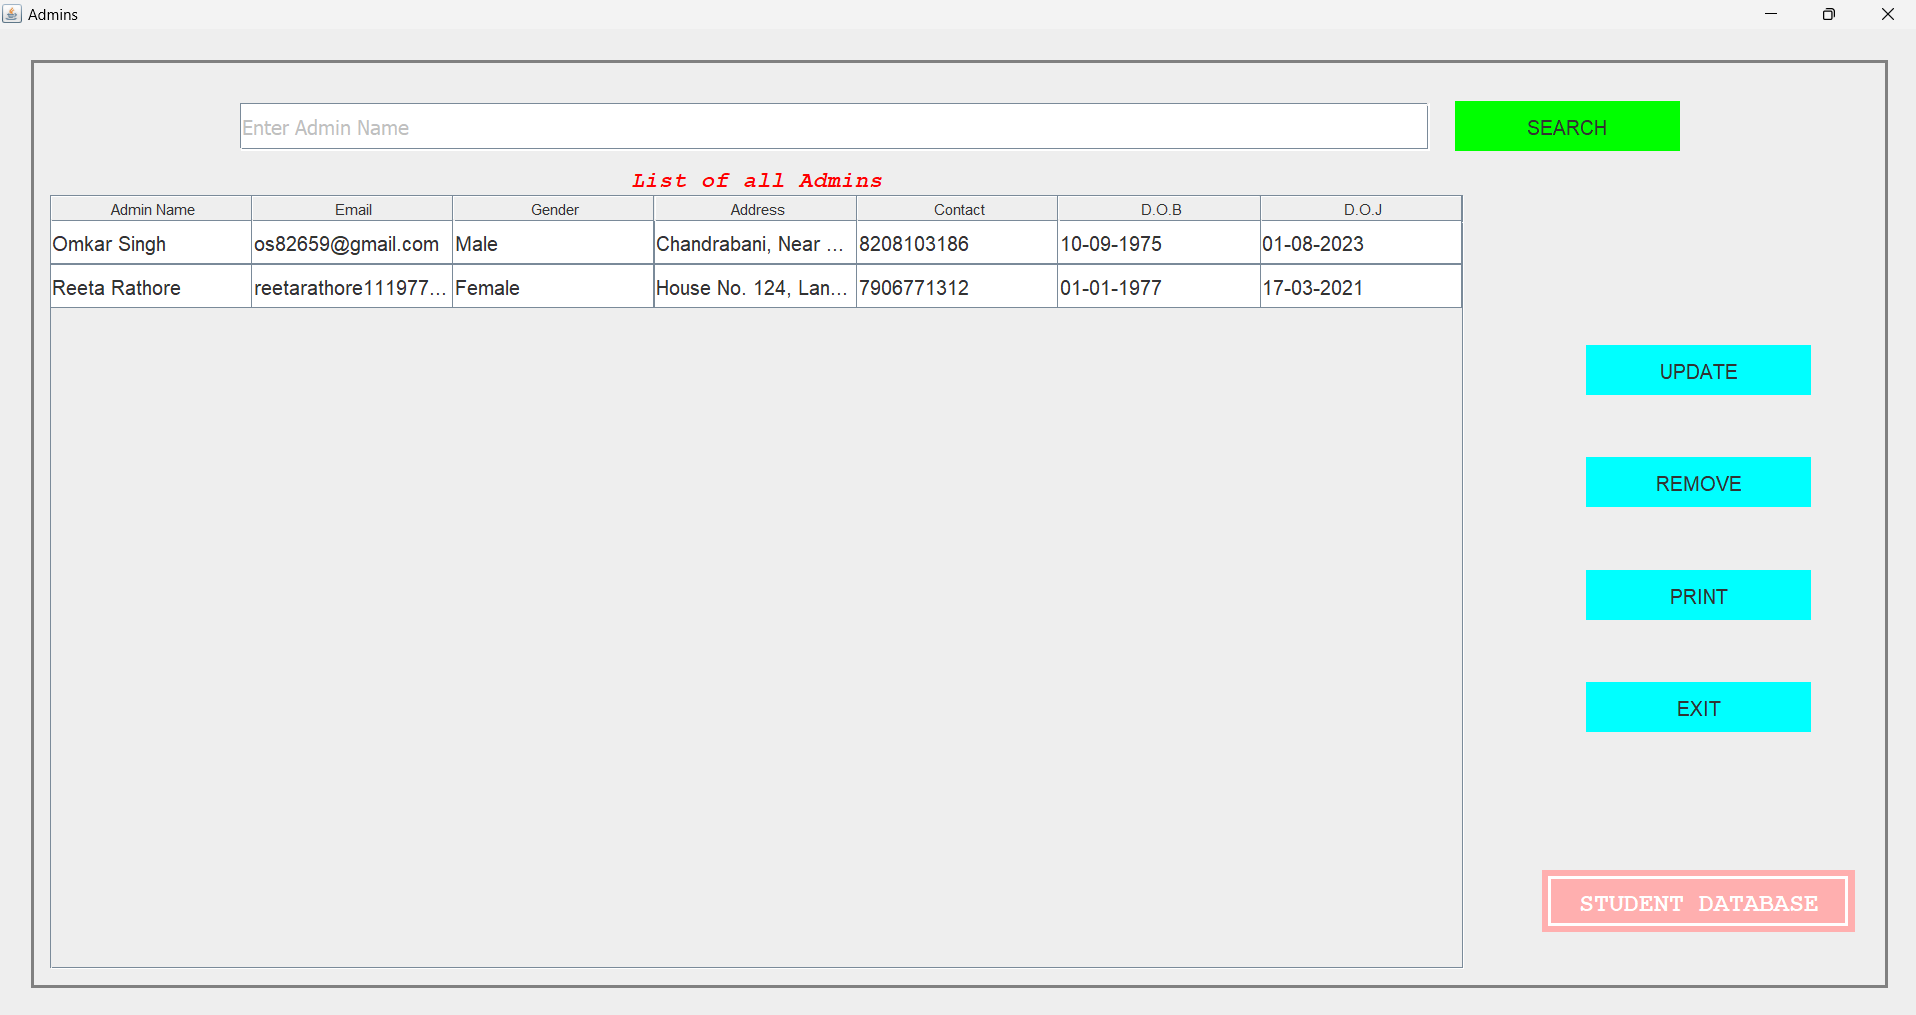 Admins
Enter Admin Name
SEARCH
List of all Admins
Admin Name Email Gender Address Contact D.O.B D.O.J
Omkar Singh os82659@gmail.com Male Chandrabani, Near ... 8208103186 10-09-1975 01-08-2023
Reeta Rathore reetarathore111977... Female House No. 124, Lan... 7906771312 01-01-1977 17-03-2021
UPDATE
REMOVE
PRINT
EXIT
STUDENT DATABASE